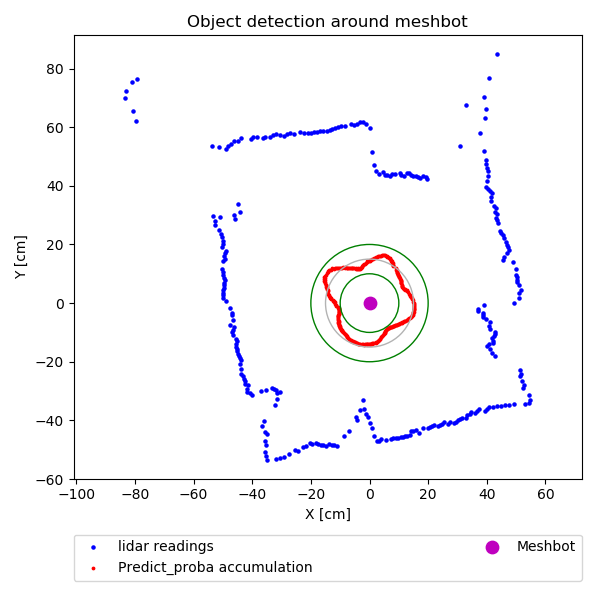 Object detection around meshbot
80
60
40
20
0
−20
−40
−60
Y [cm]
−100
−80
−60
−40
−20
0
20
40
60
X [cm]
lidar readings
Predict_proba accumulation
Meshbot